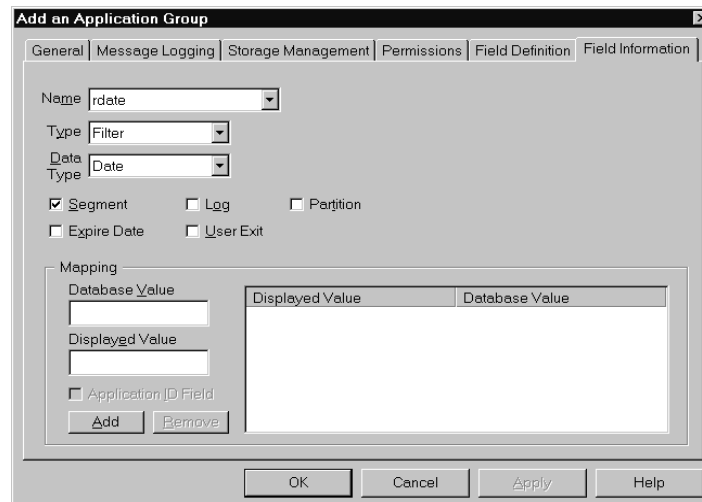 Add an Application Group
General Message Logging Storage Management Permissions Field Definition Field Information
Name rdate
Type Filter
Data Type Date
Segment Log Partition
Expire Date User Exit
Mapping
Database Value
Displayed Value Database Value
Displayed Value
Application ID Field
Add Remove
OK Cancel Apply Help